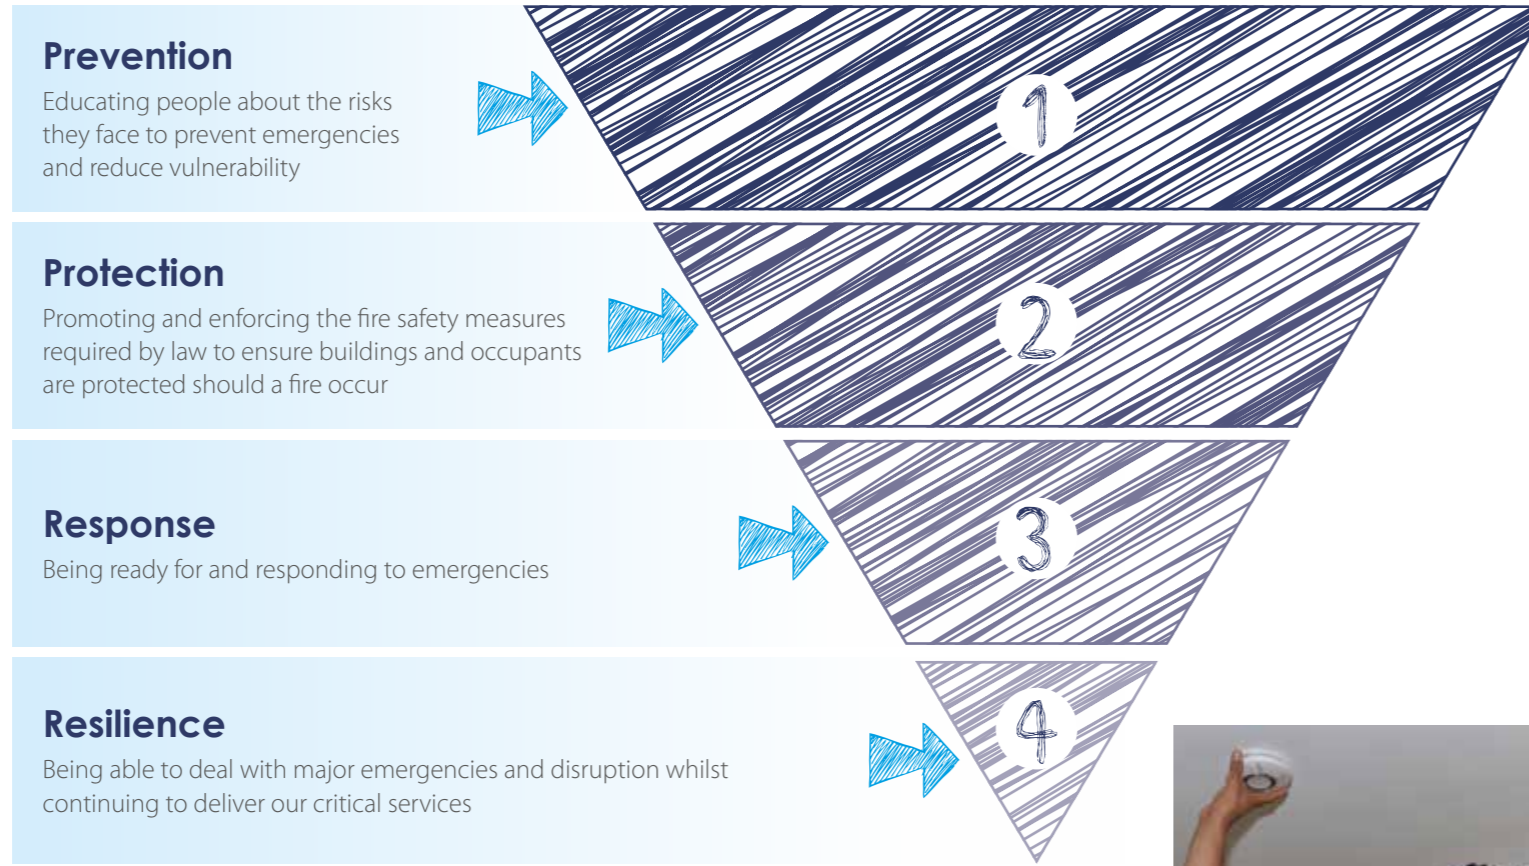 Prevention
Educating people about the risks
they face to prevent emergencies
and reduce vulnerability
1
Protection
Promoting and enforcing the fire safety measures
required by law to ensure buildings and occupants
are protected should a fire occur
2
Response
Being ready for and responding to emergencies
3
Resilience
Being able to deal with major emergencies and disruption whilst
continuing to deliver our critical services
4